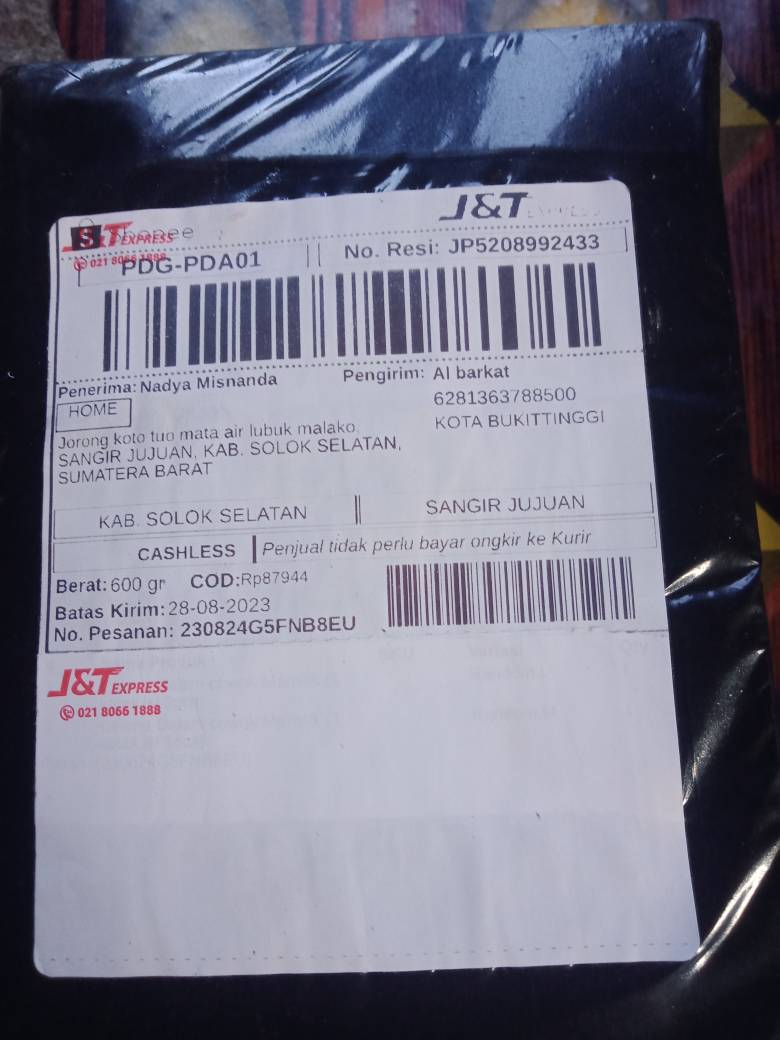 Shopee
J&T EXPRESS
J&T EXPRESS
021 8066 1888
PDG-PDA01
No. Resi: JP5208992433
Penerima: Nadya Misnanda
Pengirim: Al barkat
HOME
6281363788500
Jorong koto tuo mata air lubuk malako,
KOTA BUKITTINGGI
SANGIR JUJUAN, KAB. SOLOK SELATAN,
SUMATERA BARAT
KAB. SOLOK SELATAN
SANGIR JUJUAN
CASHLESS
Penjual tidak perlu bayar ongkir ke Kurir
Berat: 600 gr COD: Rp87944
Batas Kirim: 28-08-2023
No. Pesanan: 230824G5FNB8EU
J&T EXPRESS
021 8066 1888